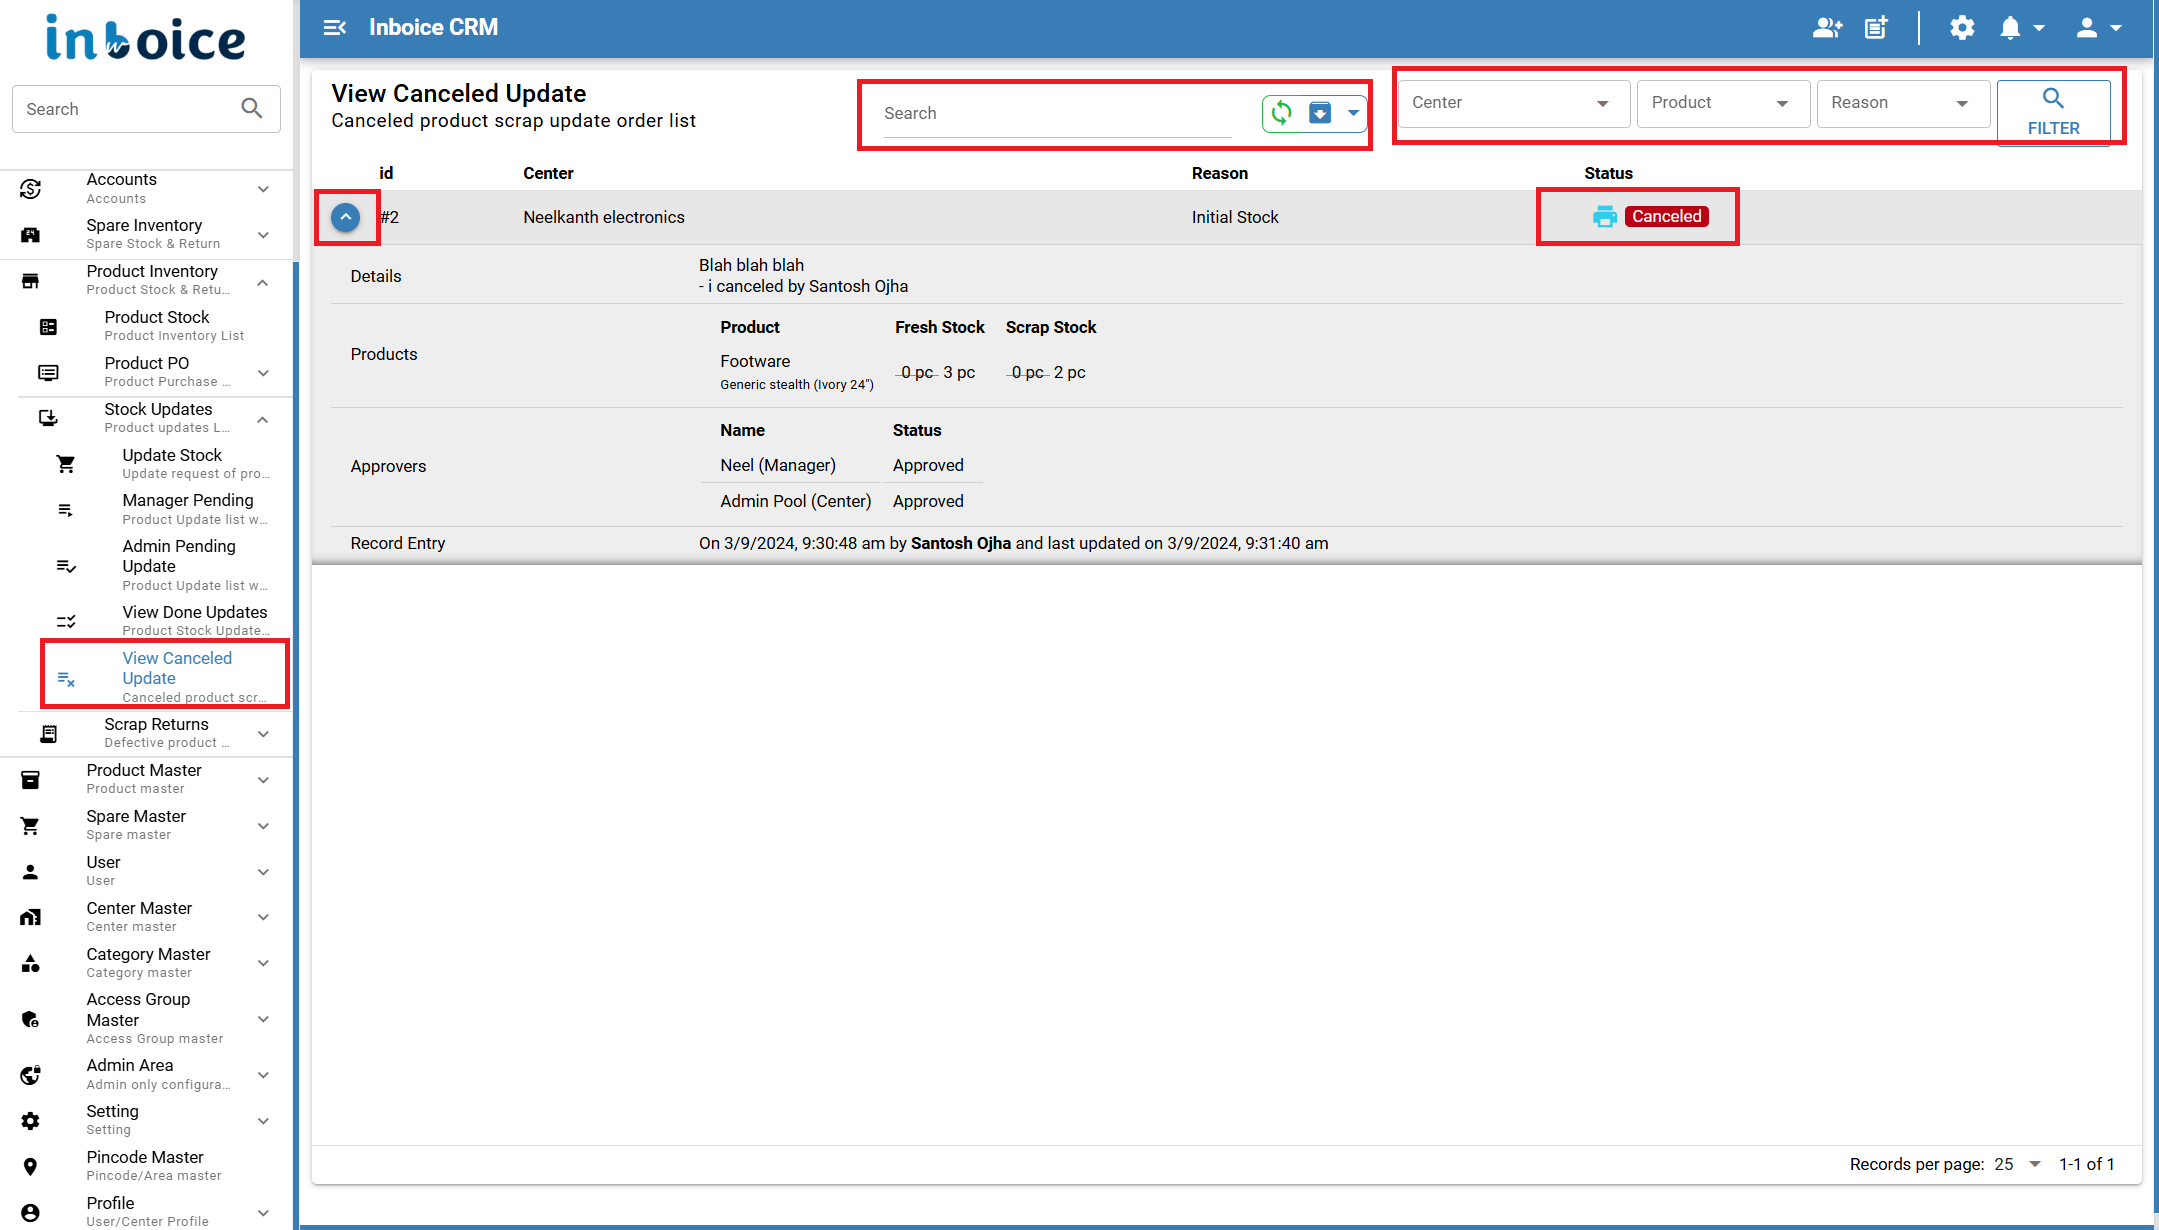 inboice
Search
Accounts
Accounts
Spare Inventory
Spare Stock & Return
Product Inventory
Product Stock & Retu...
Product Stock
Product Inventory List
Product PO
Product Purchase ...
Stock Updates
Product updates L...
Update Stock
Update request of pro...
Manager Pending
Product Update list w...
Admin Pending
Update
Product Update list w...
View Done Updates
Product Stock Update...
View Canceled
Update
Canceled product scr...
Scrap Returns
Defective product ...
Product Master
Product master
Spare Master
Spare master
User
User
Center Master
Center master
Category Master
Category master
Access Group
Master
Access Group master
Admin Area
Admin only configura...
Setting
Setting
Pincode Master
Pincode/Area master
Profile
User/Center Profile
Inboice CRM
View Canceled Update
Canceled product scrap update order list
Search
Center
Product
Reason
FILTER
id Center Reason Status
#2 Neelkanth electronics Initial Stock Canceled
Details
Blah blah blah
- i canceled by Santosh Ojha
Products
Product Fresh Stock Scrap Stock
Footware
Generic stealth (Ivory 24")
0 pc 3 pc 0 pc 2 pc
Approvers
Name Status
Neel (Manager) Approved
Admin Pool (Center) Approved
Record Entry On 3/9/2024, 9:30:48 am by Santosh Ojha and last updated on 3/9/2024, 9:31:40 am
Records per page: 25 1-1 of 1